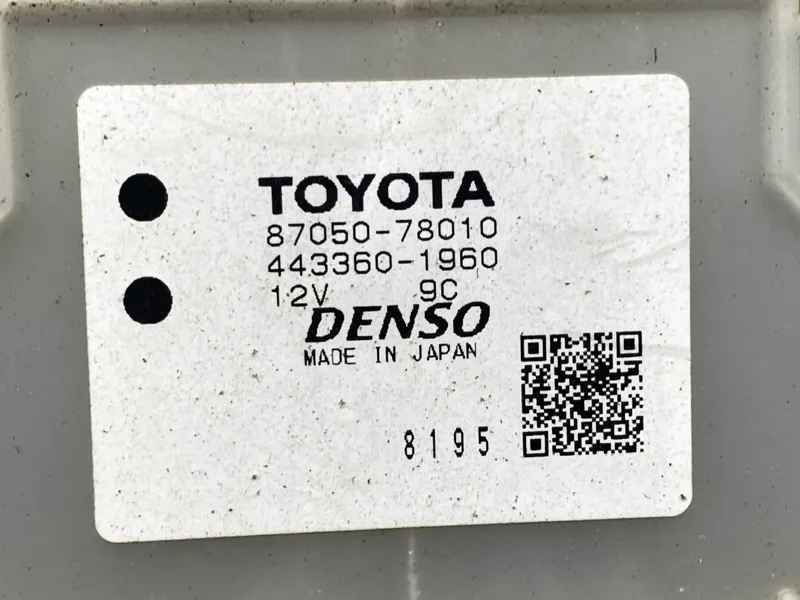 TOYOTA
87050-78010
443360-1960
12V 9C
DENSO
MADE IN JAPAN
8195